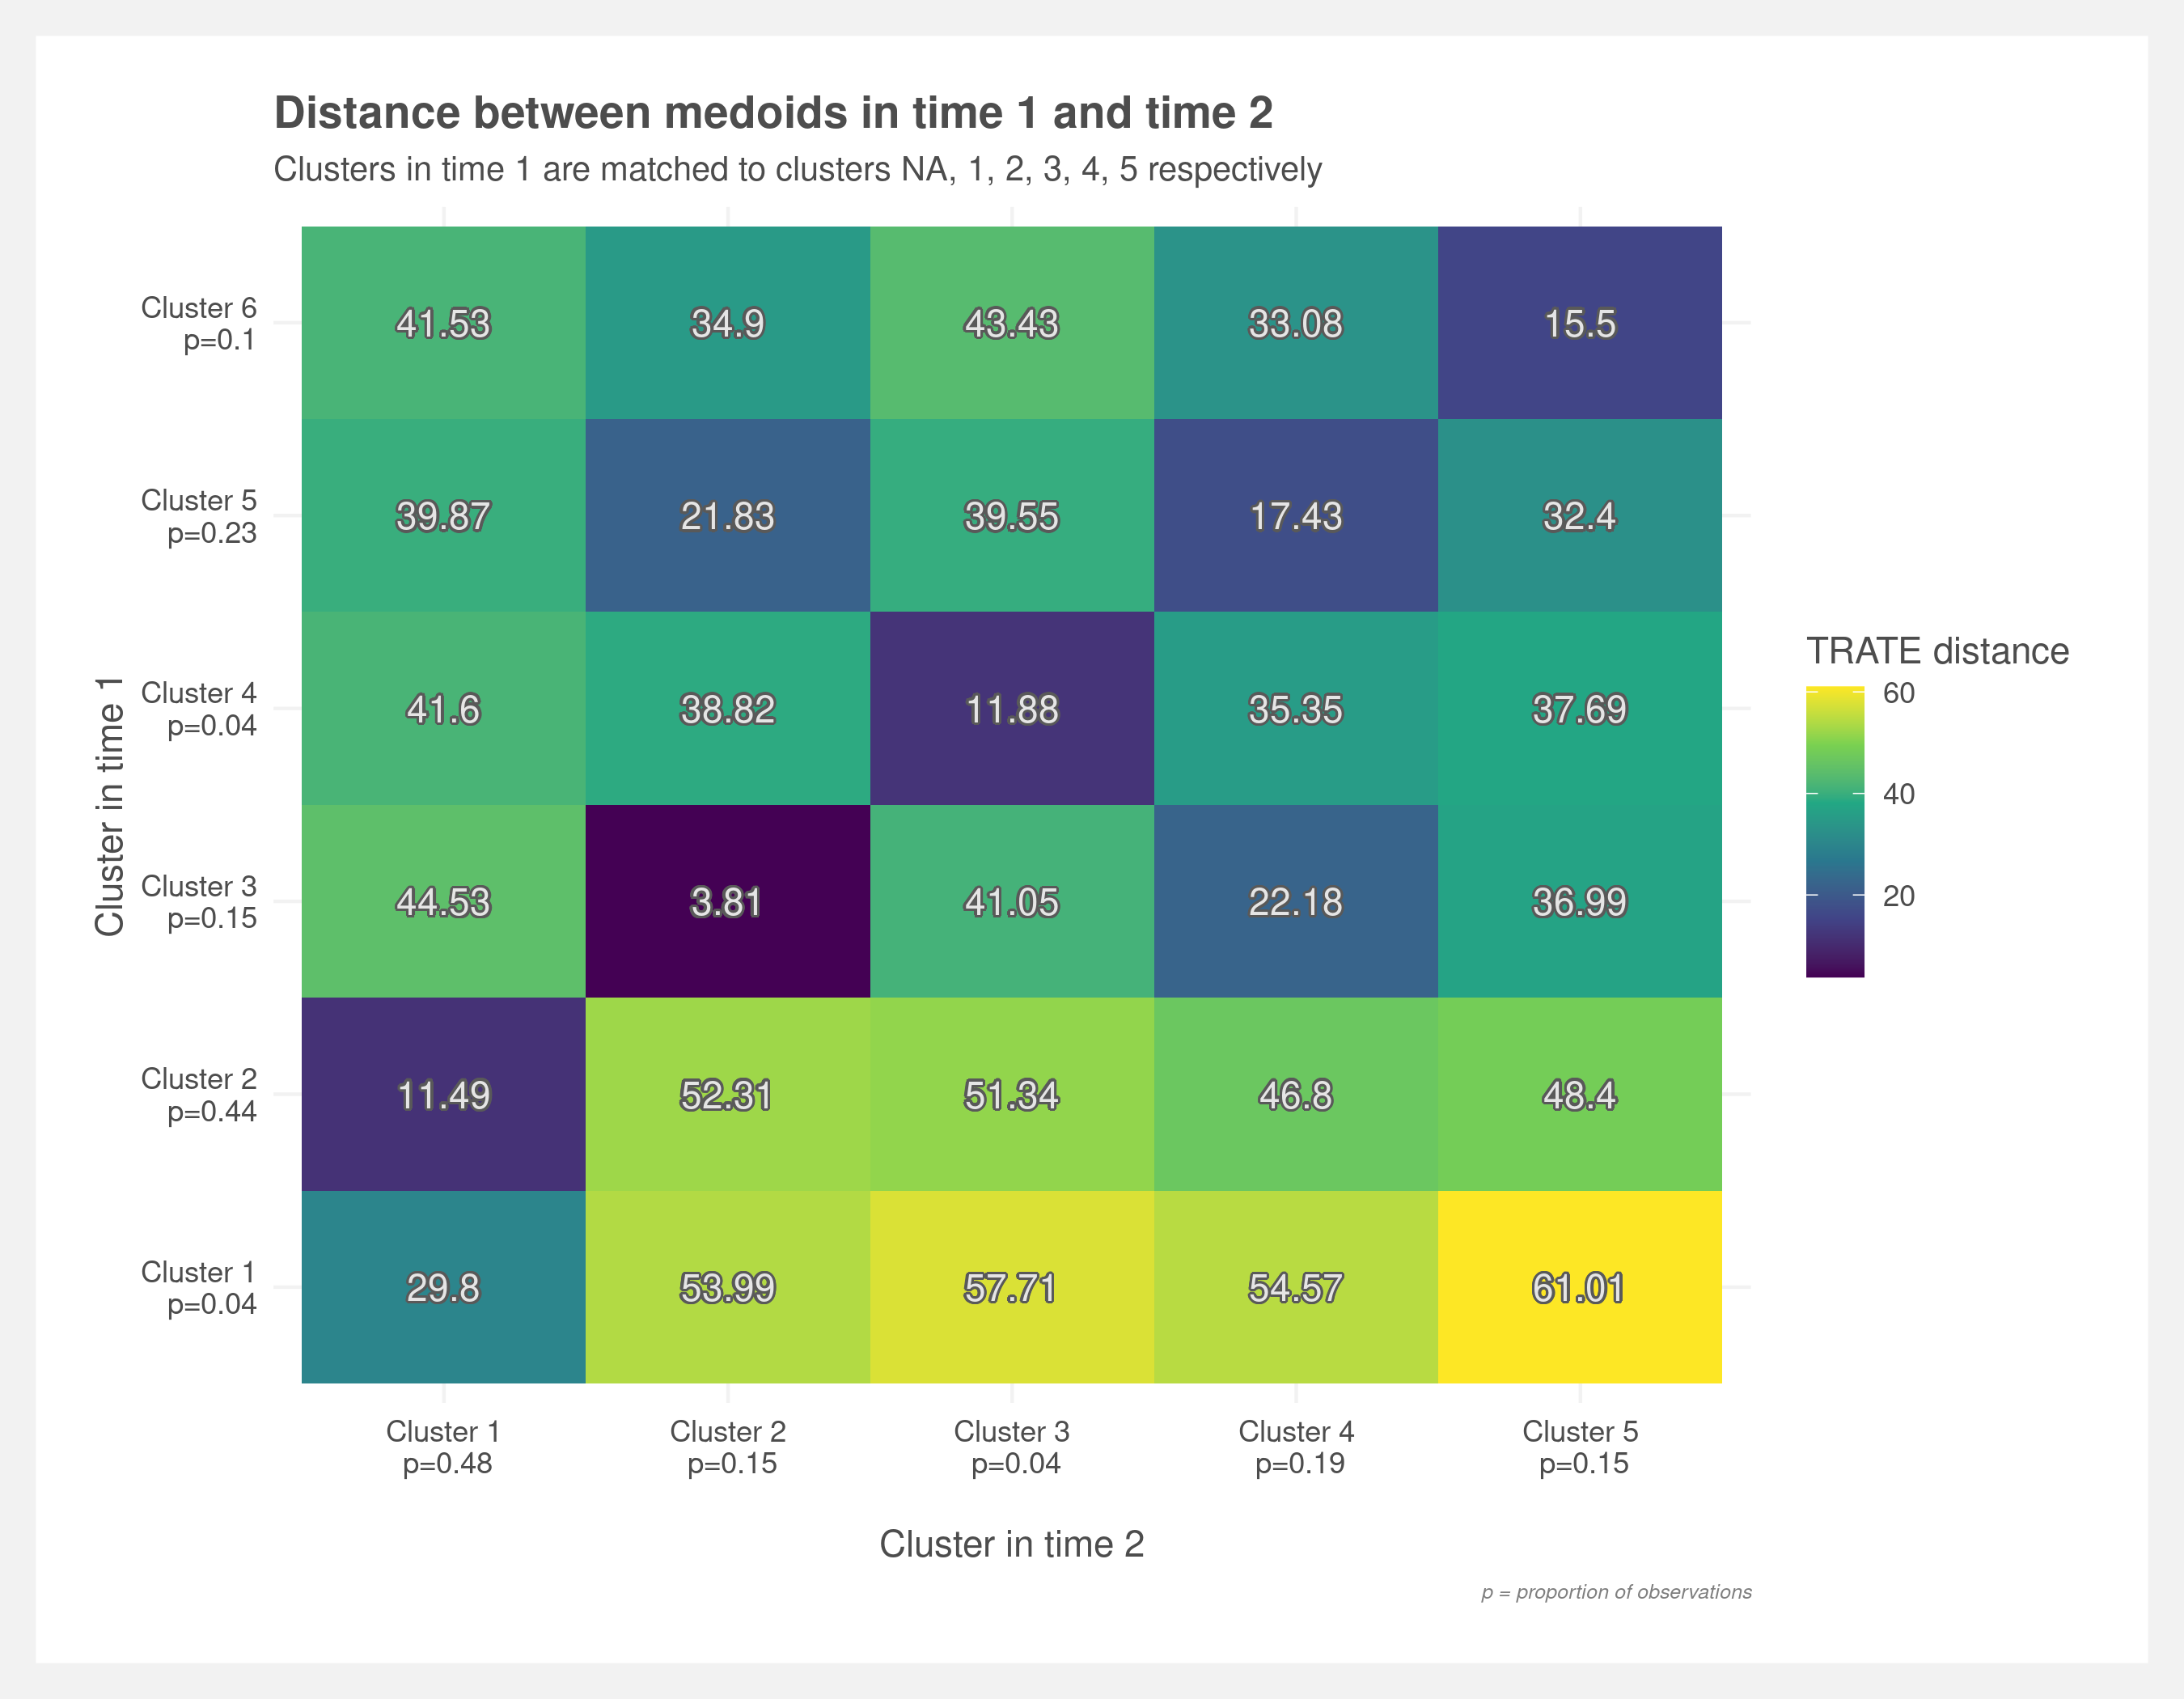 Distance between medoids in time 1 and time 2
Clusters in time 1 are matched to clusters NA, 1, 2, 3, 4, 5 respectively
Cluster in time 1
Cluster 6
p=0.1
41.53 34.9 43.43 33.08 15.5
Cluster 5
p=0.23
39.87 21.83 39.55 17.43 32.4
Cluster 4
p=0.04
41.6 38.82 11.88 35.35 37.69
Cluster 3
p=0.15
44.53 3.81 41.05 22.18 36.99
Cluster 2
p=0.44
11.49 52.31 51.34 46.8 48.4
Cluster 1
p=0.04
29.8 53.99 57.71 54.57 61.01
Cluster 1 Cluster 2 Cluster 3 Cluster 4 Cluster 5
p=0.48 p=0.15 p=0.04 p=0.19 p=0.15
Cluster in time 2
TRATE distance
60
40
20
p = proportion of observations